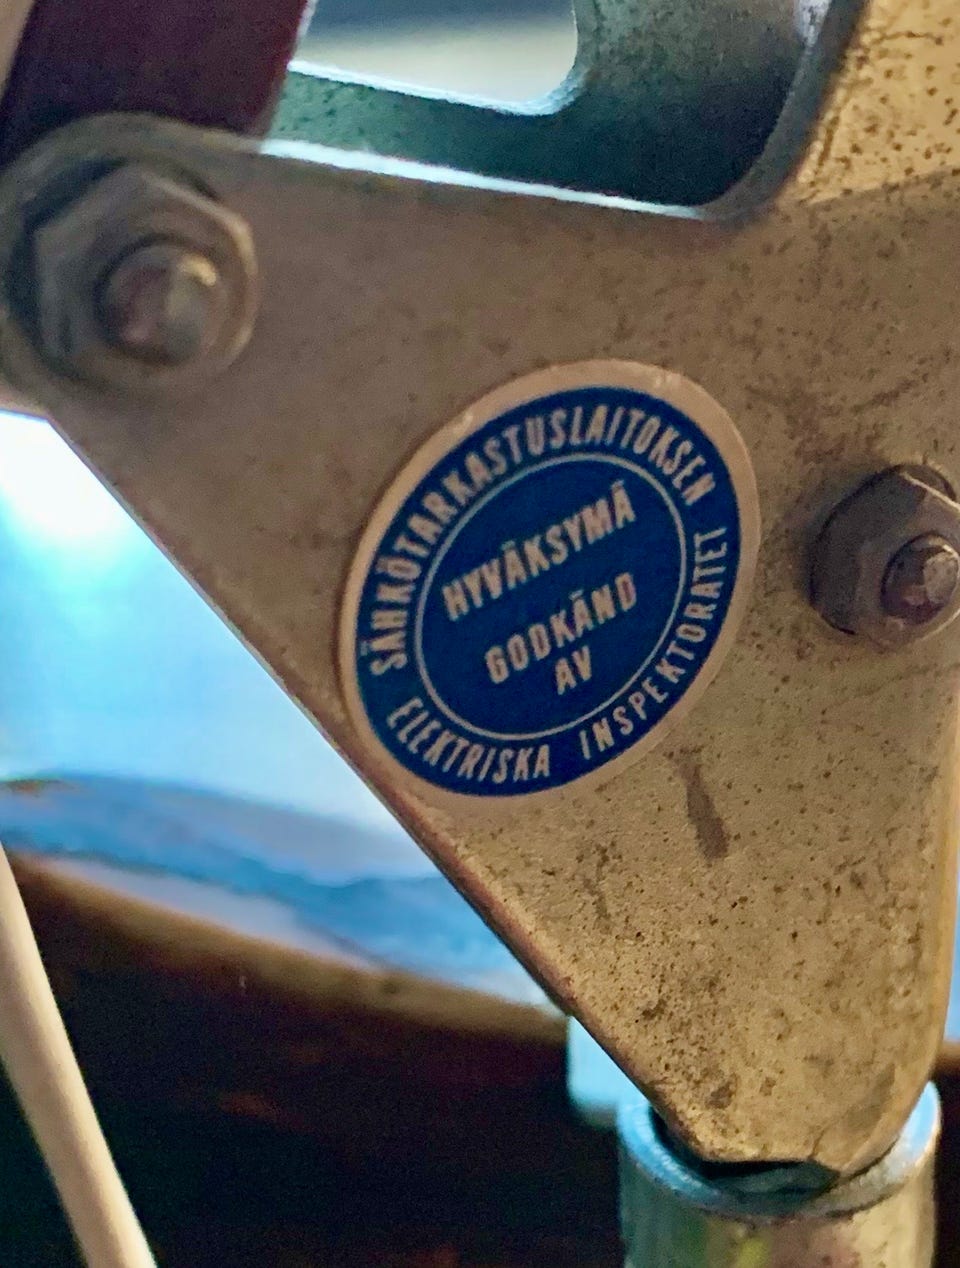 SÄHKÖTARKASTUSLAITOKSEN
HYVÄKSYMÄ
GODKÄND
AV
ELEKTRISKA INSPEKTORATET